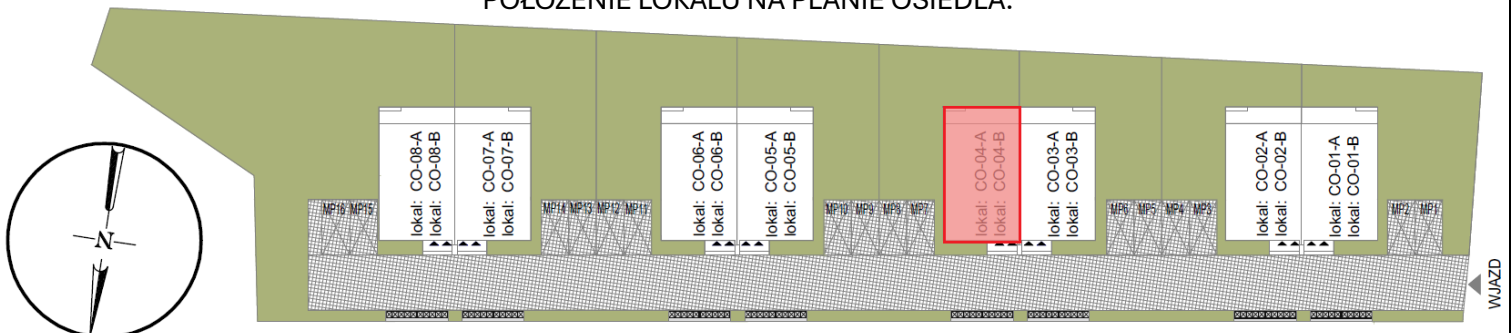 POŁOŻENIE LOKALU NA PLANIE OSIEDLA:
lokal: CO-08-A
lokal: CO-08-B
lokal: CO-07-A
lokal: CO-07-B
lokal: CO-06-A
lokal: CO-06-B
lokal: CO-05-A
lokal: CO-05-B
lokal: CO-04-A
lokal: CO-04-B
lokal: CO-03-A
lokal: CO-03-B
lokal: CO-02-A
lokal: CO-02-B
lokal: CO-01-A
lokal: CO-01-B
MP16 MP15
MP14 MP13 MP12 MP11
MP10 MP9 MP8 MP7
MP6 MP5 MP4 MP3
MP2 MP1
N
WJAZD